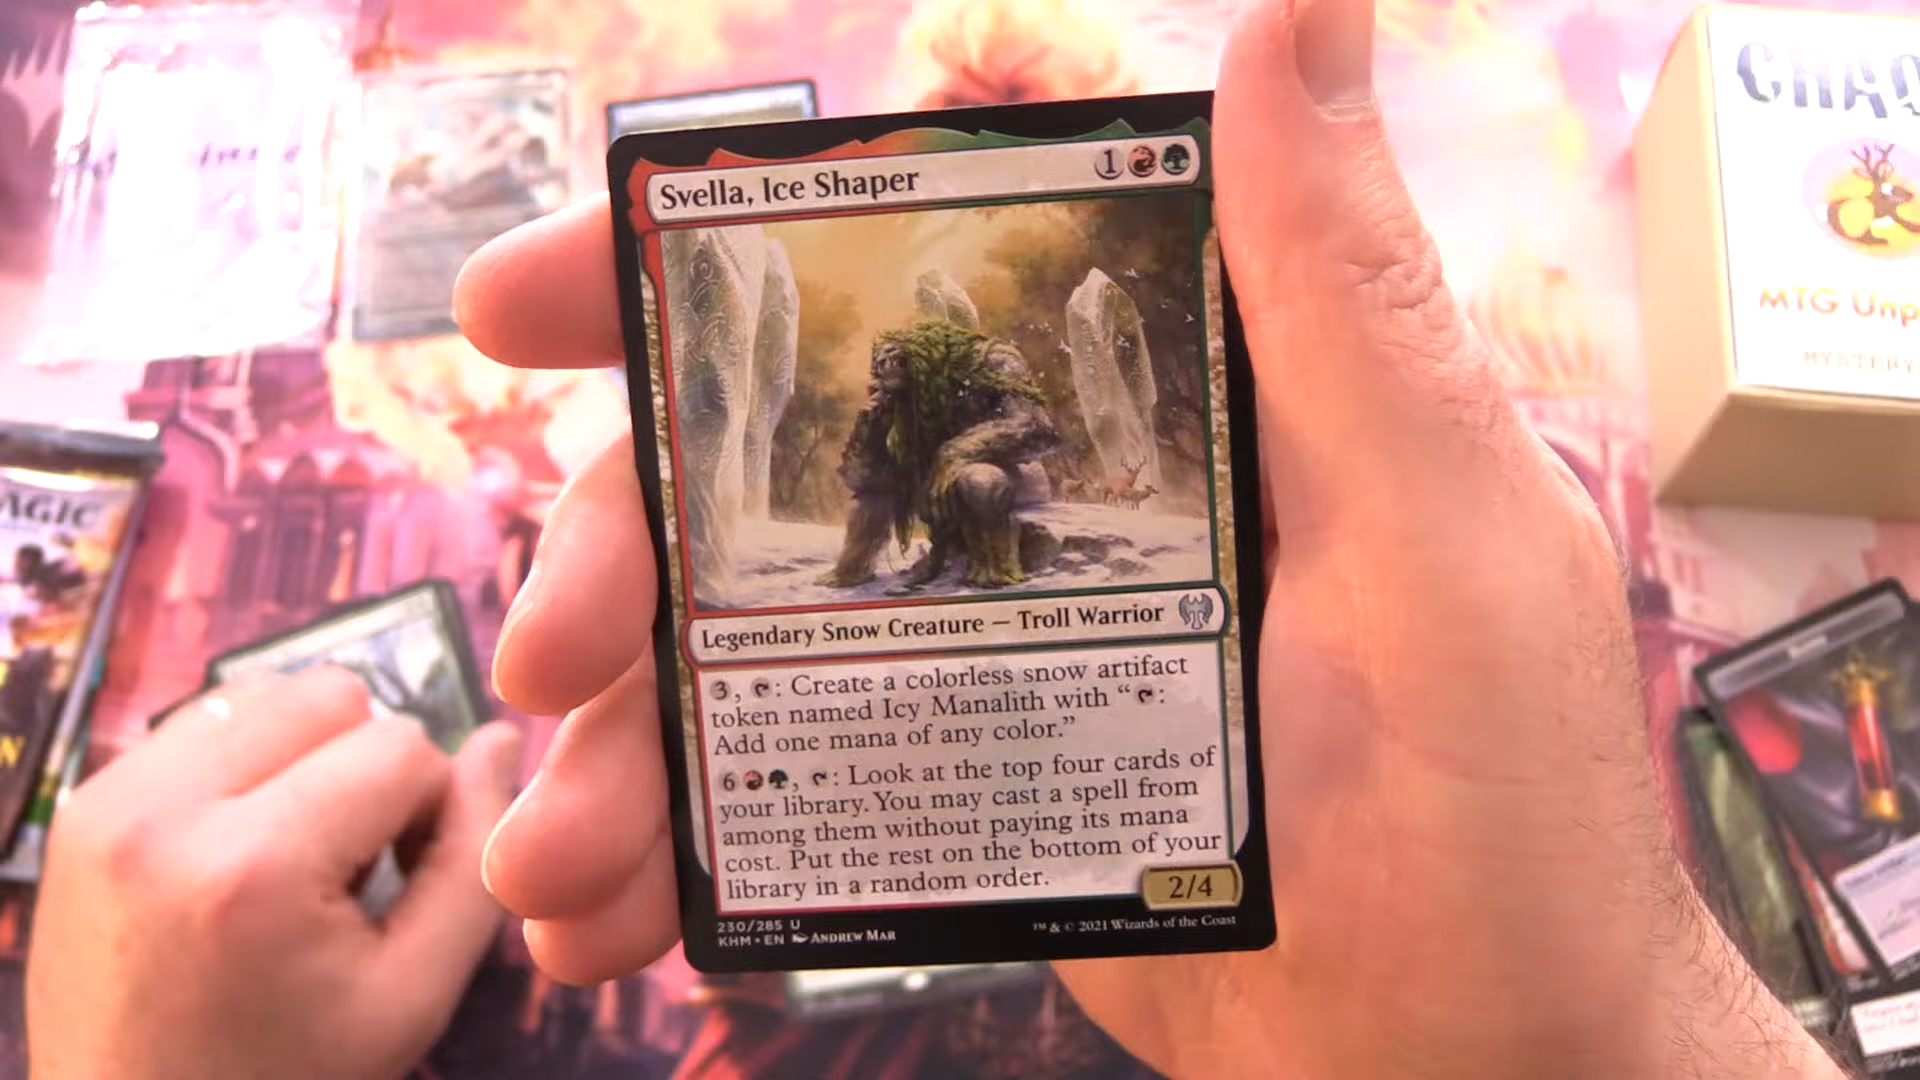 Svella, Ice Shaper 1
Legendary Snow Creature — Troll Warrior
3, : Create a colorless snow artifact
token named Icy Manalith with “ :
Add one mana of any color.”
6 , : Look at the top four cards of
your library. You may cast a spell from
among them without paying its mana
cost. Put the rest on the bottom of your
library in a random order.
2/4
230/285 U
KHM • EN Andrew Mar
™ & © 2021 Wizards of the Coast
CHAO
MTG Unp
MYSTERY
AGIC